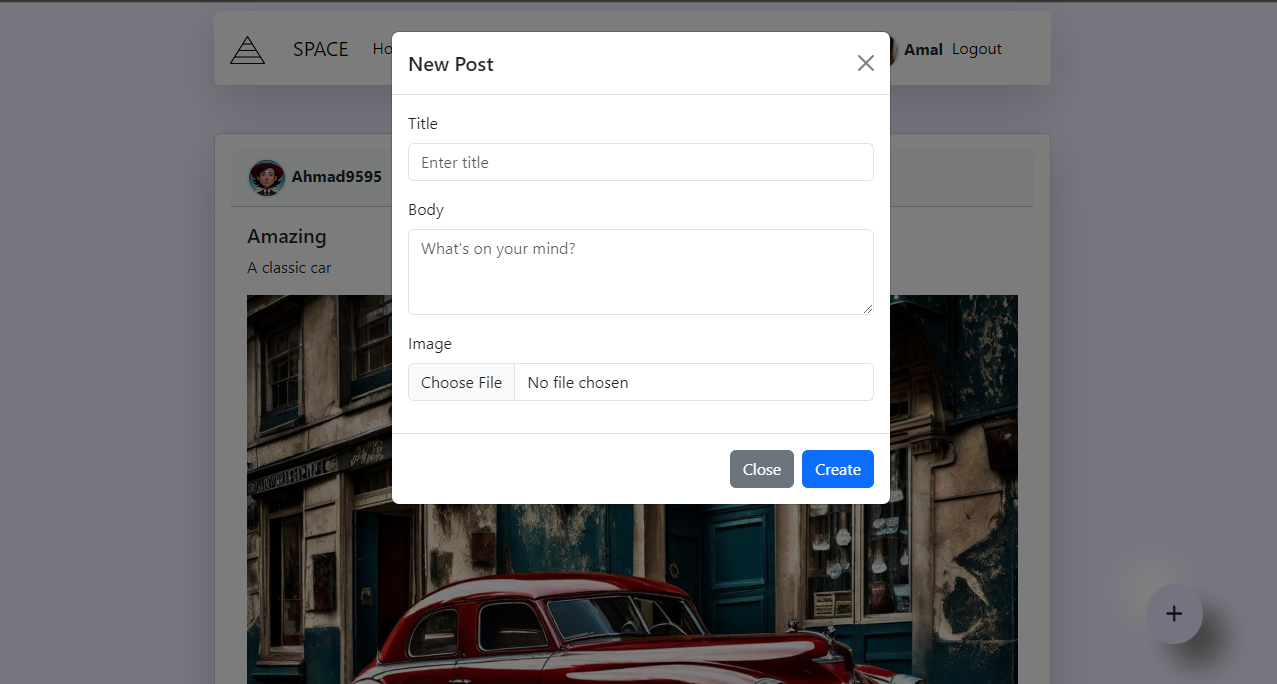 SPACE Ho Amal Logout
New Post
Title
Enter title
Body
What's on your mind?
Image
Choose File No file chosen
Close Create
Ahmad9595
Amazing
A classic car
+